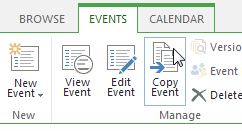 BROWSE EVENTS CALENDAR
New Event
View Event
Edit Event
Copy Event
Versio
Event
Delete
New
Manage